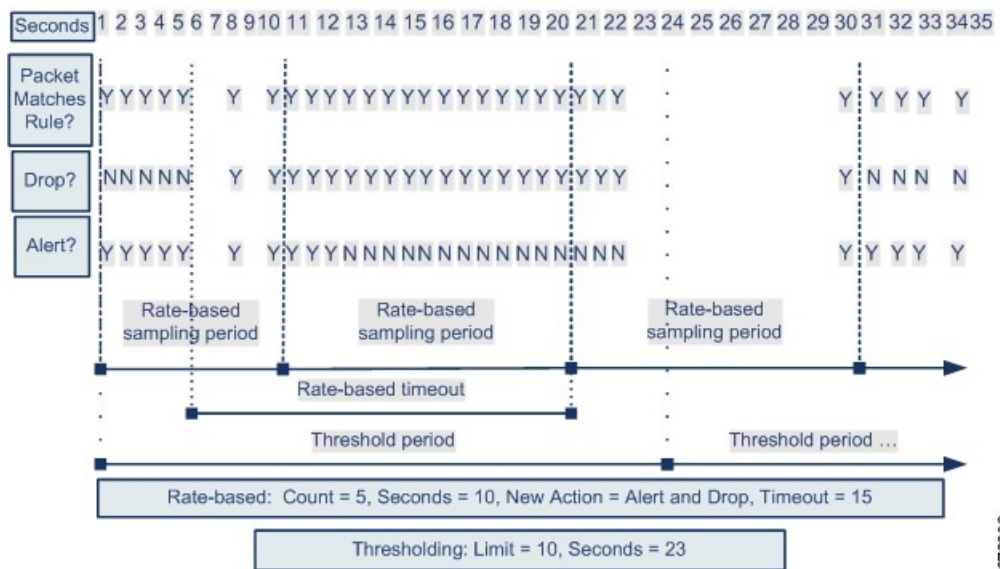 Seconds 1 2 3 4 5 6 7 8 9 10 11 12 13 14 15 16 17 18 19 20 21 22 23 24 25 26 27 28 29 30 31 32 33 34 35
Packet
Matches
Rule?
Y Y Y Y Y Y Y Y Y Y Y Y Y Y Y Y Y Y Y Y Y Y Y Y Y Y Y Y Y Y
Drop?
N N N N N Y Y Y Y Y Y Y Y Y Y Y Y Y Y Y Y Y Y Y Y Y N N N N
Alert?
Y Y Y Y Y Y Y Y Y Y N N N N N N N N N N N N N N N Y Y Y Y Y
Rate-based
sampling period
Rate-based
sampling period
Rate-based
sampling period
Rate-based timeout
Threshold period
Threshold period ...
Rate-based: Count = 5, Seconds = 10, New Action = Alert and Drop, Timeout = 15
Thresholding: Limit = 10, Seconds = 23